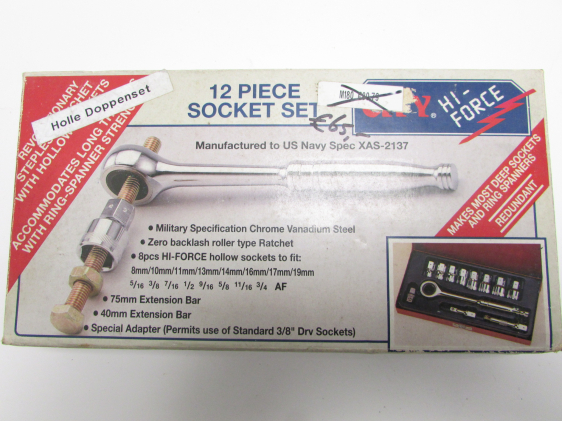 REVOLUTIONARY
STEPLESS RATCHET
WITH HOLLOW
ACCOMMODATES LONG
WITH RING-SPANNER STRENGTH
Holle Doppenset
12 PIECE
SOCKET SET
€65,-
HI-
FORCE
®
Manufactured to US Navy Spec XAS-2137
MAKES MOST DEEP SOCKETS
AND RING SPANNERS
REDUNDANT
• Military Specification Chrome Vanadium Steel
• Zero backlash roller type Ratchet
• 8pcs HI-FORCE hollow sockets to fit:
8mm/10mm/11mm/13mm/14mm/16mm/17mm/19mm
5/16 3/8 7/16 1/2 9/16 5/8 11/16 3/4 AF
• 75mm Extension Bar
• 40mm Extension Bar
• Special Adapter (Permits use of Standard 3/8" Drv Sockets)